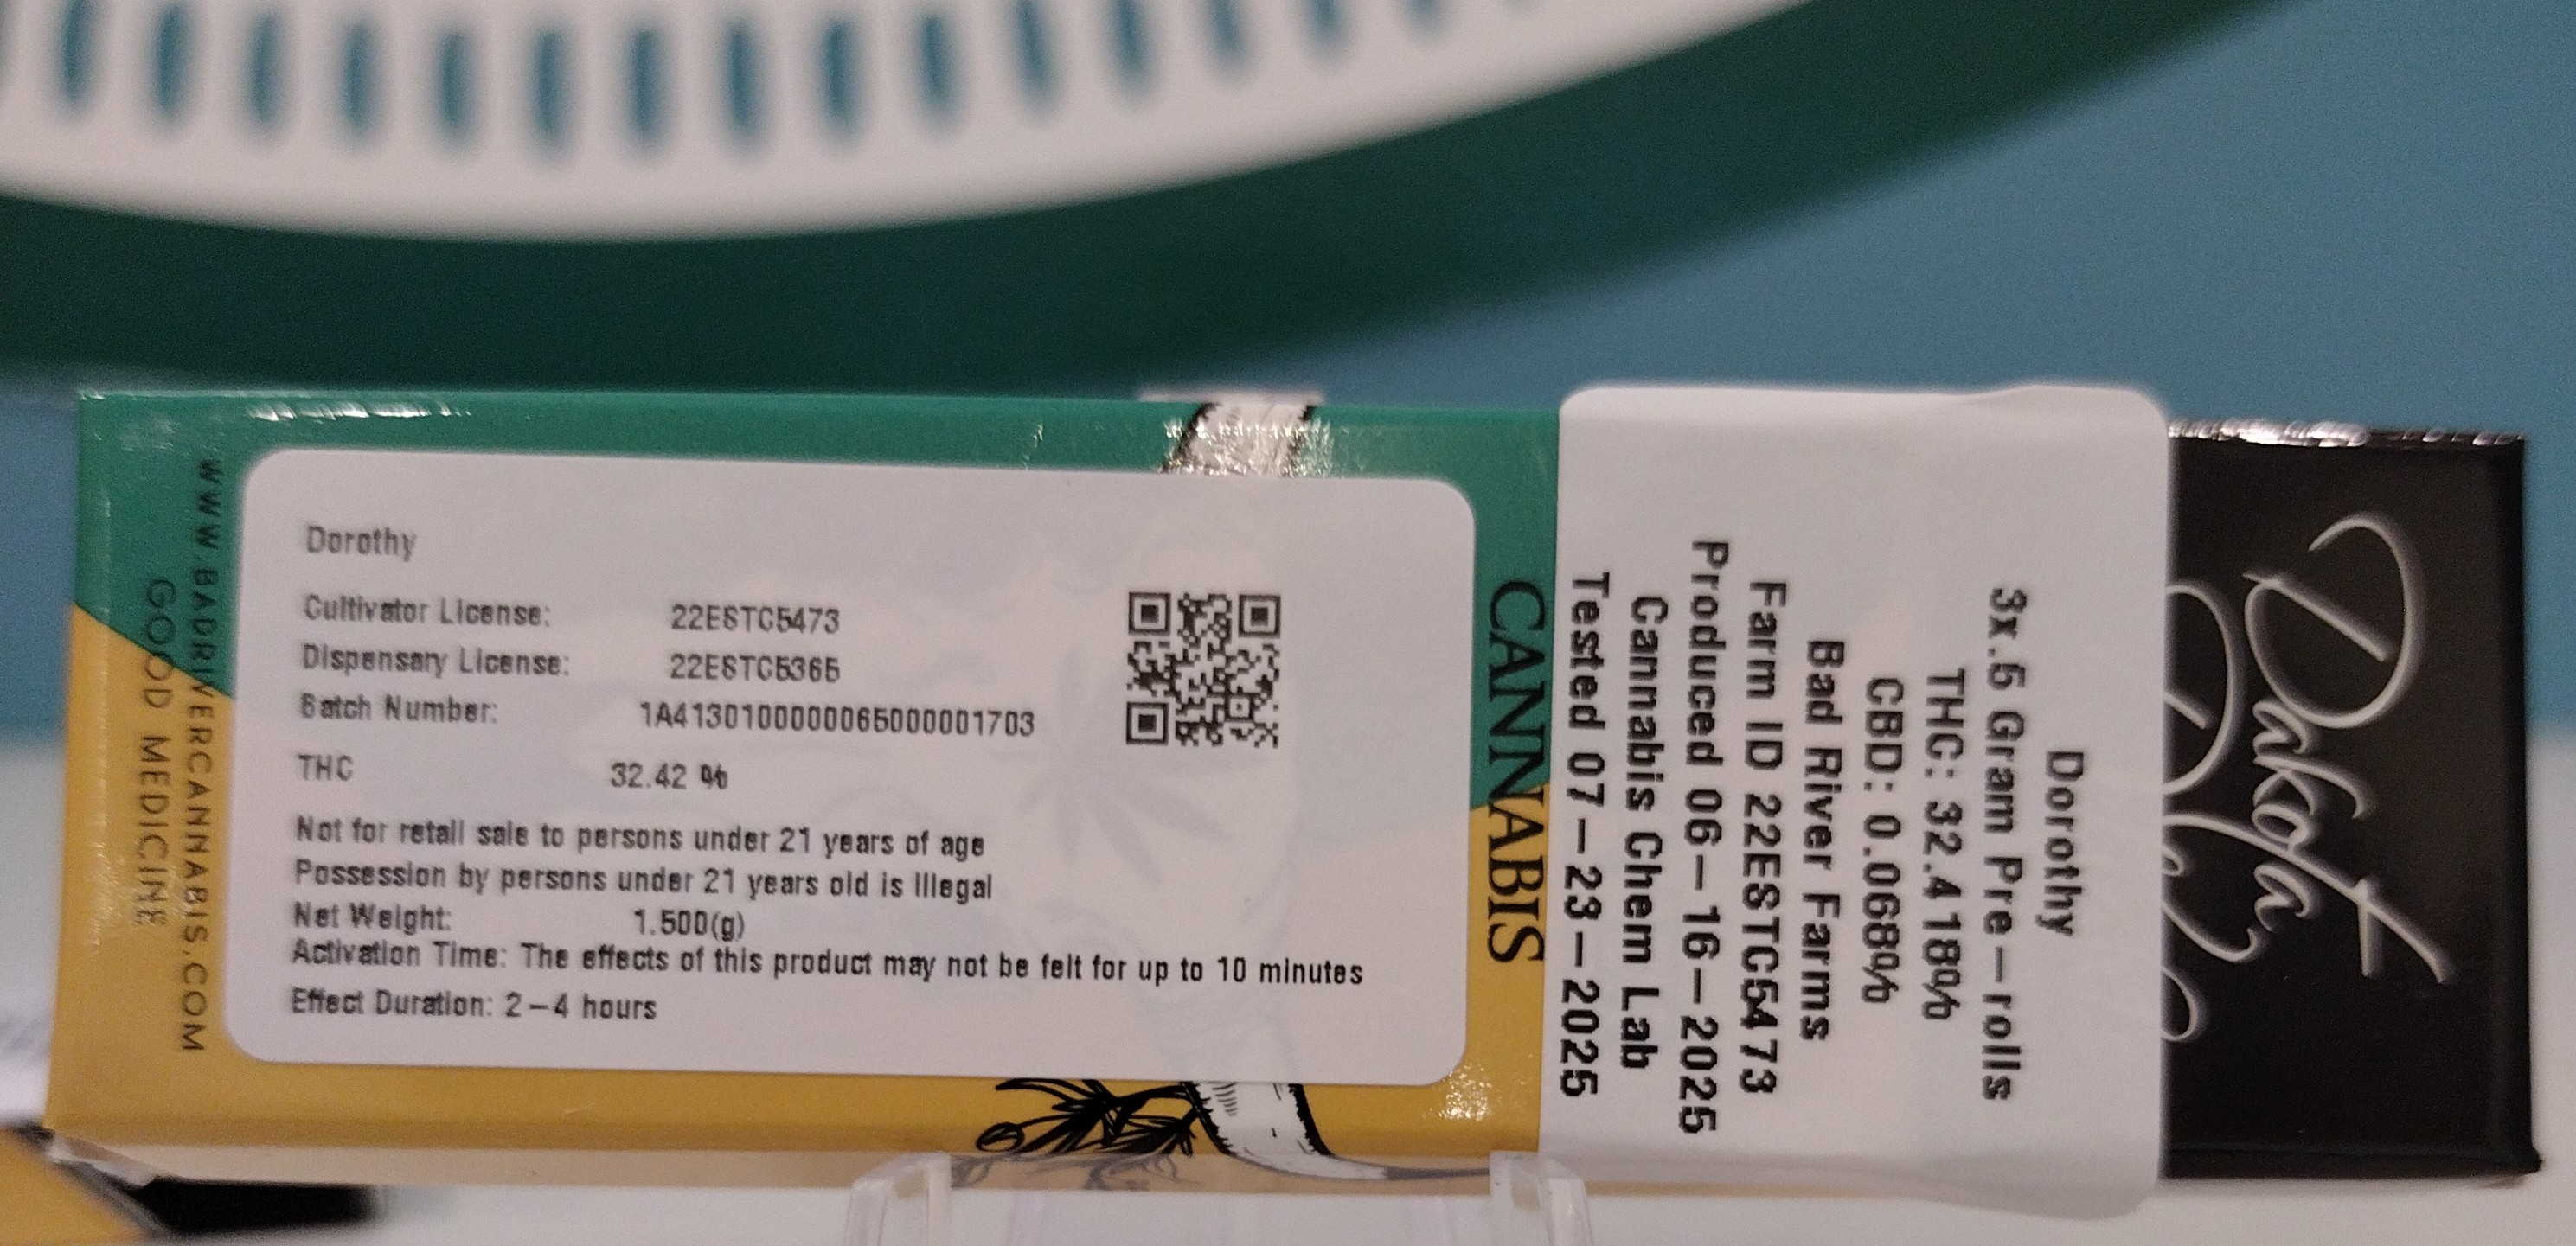 WWW.BADRIVERCANNABIS.COM
GOOD MEDICINE
Dorothy
Cultivator License: 22ESTC5473
Dispensary License: 22ESTC5365
Batch Number: 1A4130100000065000001703
THC 32.42 %
Not for retail sale to persons under 21 years of age
Possession by persons under 21 years old is illegal
Net Weight: 1.500(g)
Activation Time: The effects of this product may not be felt for up to 10 minutes
Effect Duration: 2-4 hours
CANNABIS
Dorothy
3x.5 Gram Pre-rolls
THC: 32.418%
CBD: 0.068%
Bad River Farms
Farm ID 22ESTC5473
Produced 06-16-2025
Cannabis Chem Lab
Tested 07-23-2025
Dakota